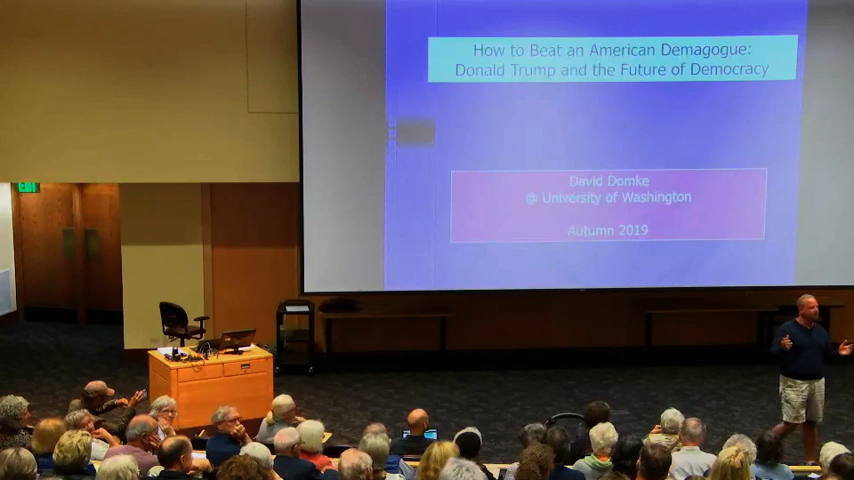 How to Beat an American Demagogue:
Donald Trump and the Future of Democracy
David Domke
@ University of Washington
Autumn 2019
EXIT